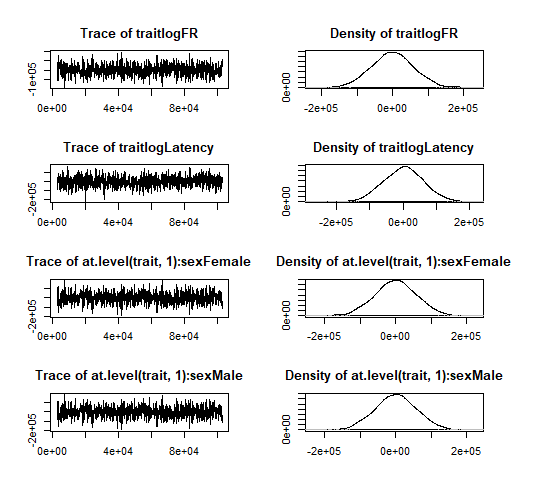 Trace of traitlogFR
-1e+05
0e+00 4e+04 8e+04
Density of traitlogFR
0e+00
-2e+05 0e+00 2e+05
Trace of traitlogLatency
-2e+05
0e+00 4e+04 8e+04
Density of traitlogLatency
0e+00
-2e+05 0e+00 2e+05
Trace of at.level(trait, 1):sexFemale
-2e+05
0e+00 4e+04 8e+04
Density of at.level(trait, 1):sexFemale
0e+00
-2e+05 0e+00 2e+05
Trace of at.level(trait, 1):sexMale
-2e+05
0e+00 4e+04 8e+04
Density of at.level(trait, 1):sexMale
0e+00
-2e+05 0e+00 2e+05